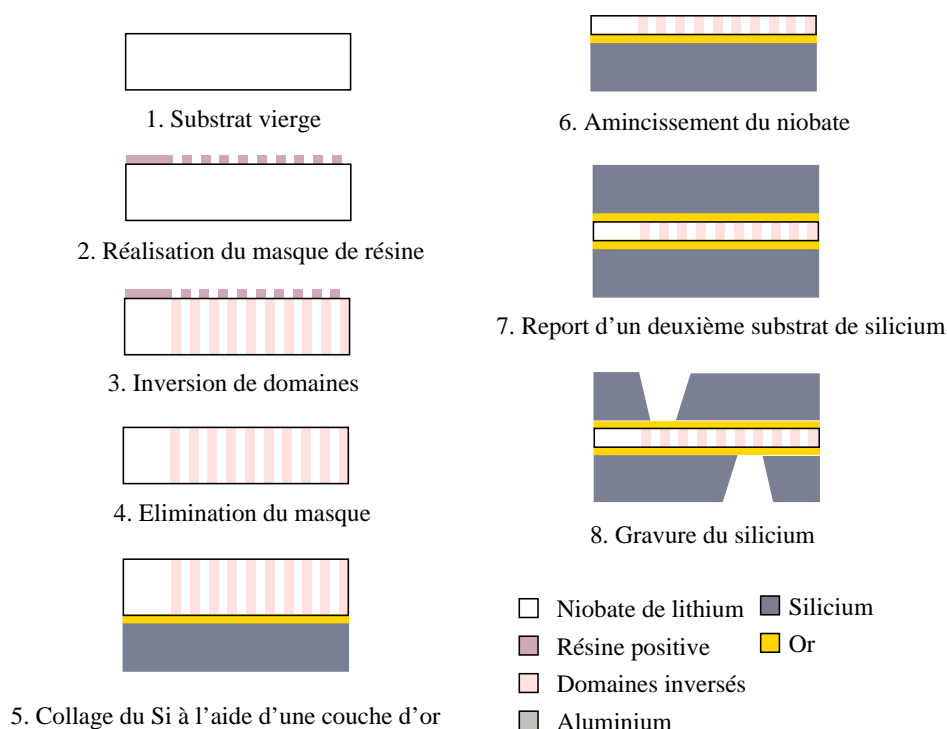 1. Substrat vierge
2. Réalisation du masque de résine
3. Inversion de domaines
4. Elimination du masque
5. Collage du Si à l’aide d’une couche d’or
6. Amincissement du niobate
7. Report d’un deuxième substrat de silicium
8. Gravure du silicium
Niobate de lithium
Silicium
Résine positive
Or
Domaines inversés
Aluminium